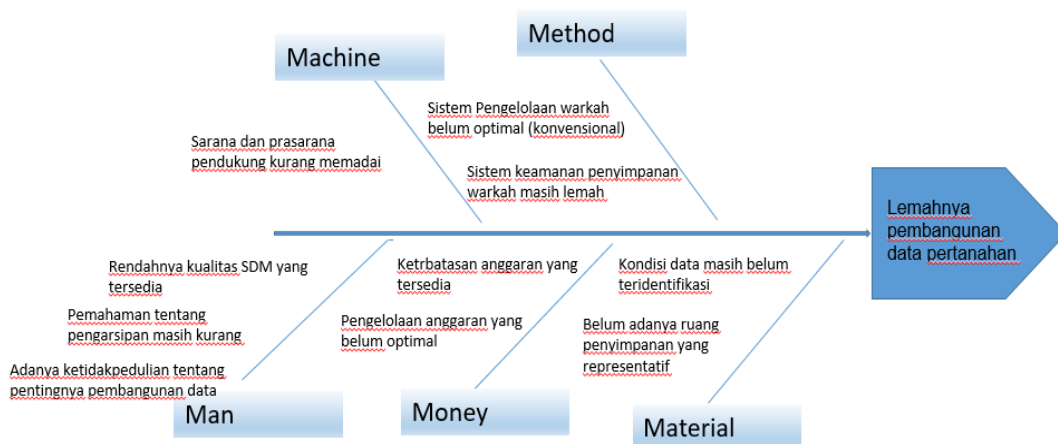 Machine
Method
Sarana dan prasarana
pendukung kurang memadai
Sistem Pengelolaan warkah
belum optimal (konvensional)
Sistem keamanan penyimpanan
warkah masih lemah
Lemahnya
pembangunan
data pertanahan
Rendahnya kualitas SDM yang
tersedia
Pemahaman tentang
pengarsipan masih kurang
Adanya ketidakpedulian tentang
pentingnya pembangunan data
Man
Ketrbatasan anggaran yang
tersedia
Pengelolaan anggaran yang
belum optimal
Money
Kondisi data masih belum
teridentifikasi
Belum adanya ruang
penyimpanan yang
representatif
Material